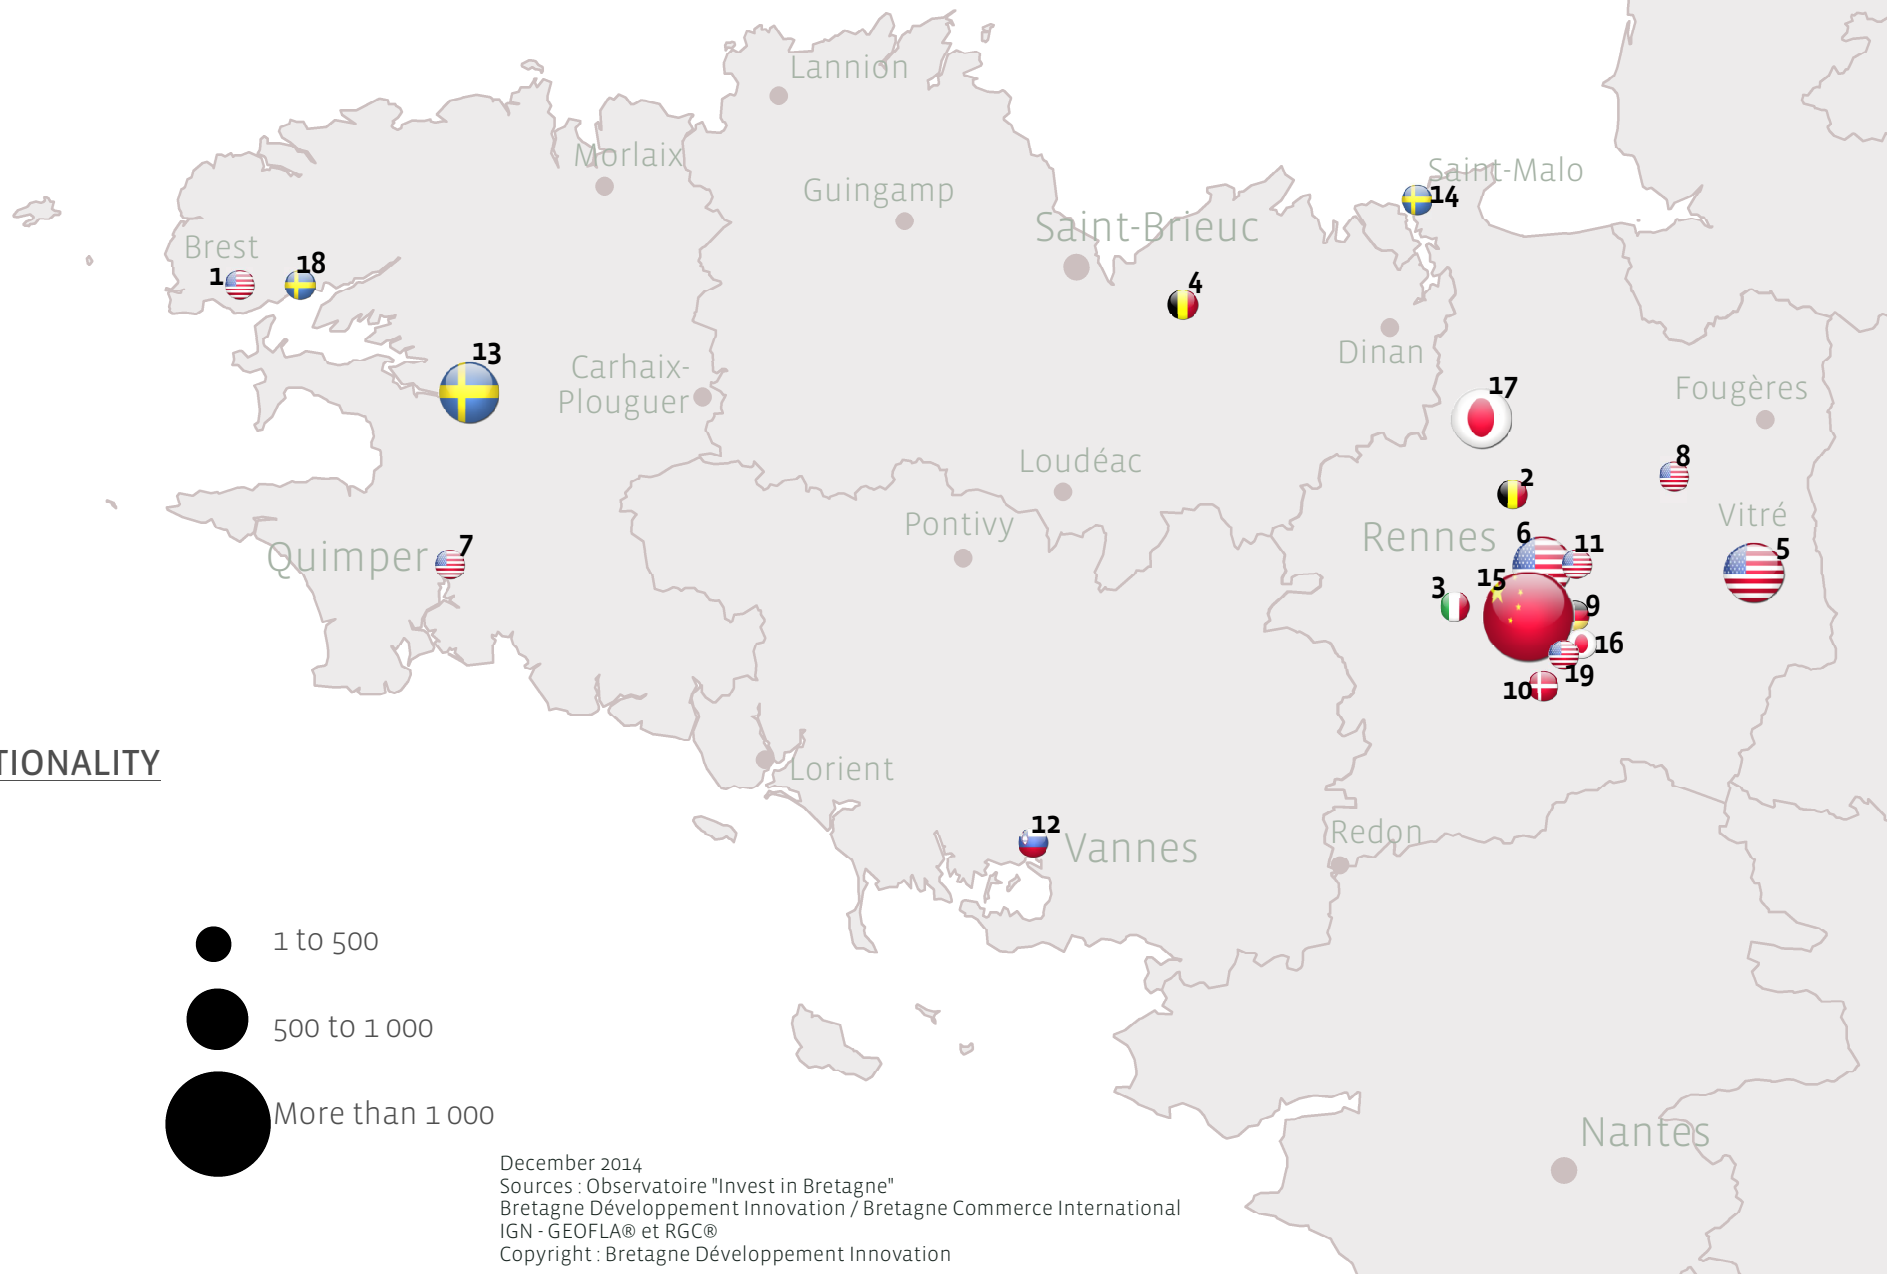 Lannion
Morlaix
Guingamp
Saint-Malo
14
Saint-Brieuc
Brest
1
18
4
13
Dinan
Carhaix-
Plouguer
17
Fougères
Loudéac
8
2
Pontivy
Rennes
6
11
Vitré
5
Quimper
7
15
3
9
16
19
10
TIONALITY
Lorient
12
Vannes
Redon
1 to 500
500 to 1 000
More than 1 000
Nantes
December 2014
Sources : Observatoire "Invest in Bretagne"
Bretagne Développement Innovation / Bretagne Commerce International
IGN - GEOFLA® et RGC®
Copyright : Bretagne Développement Innovation